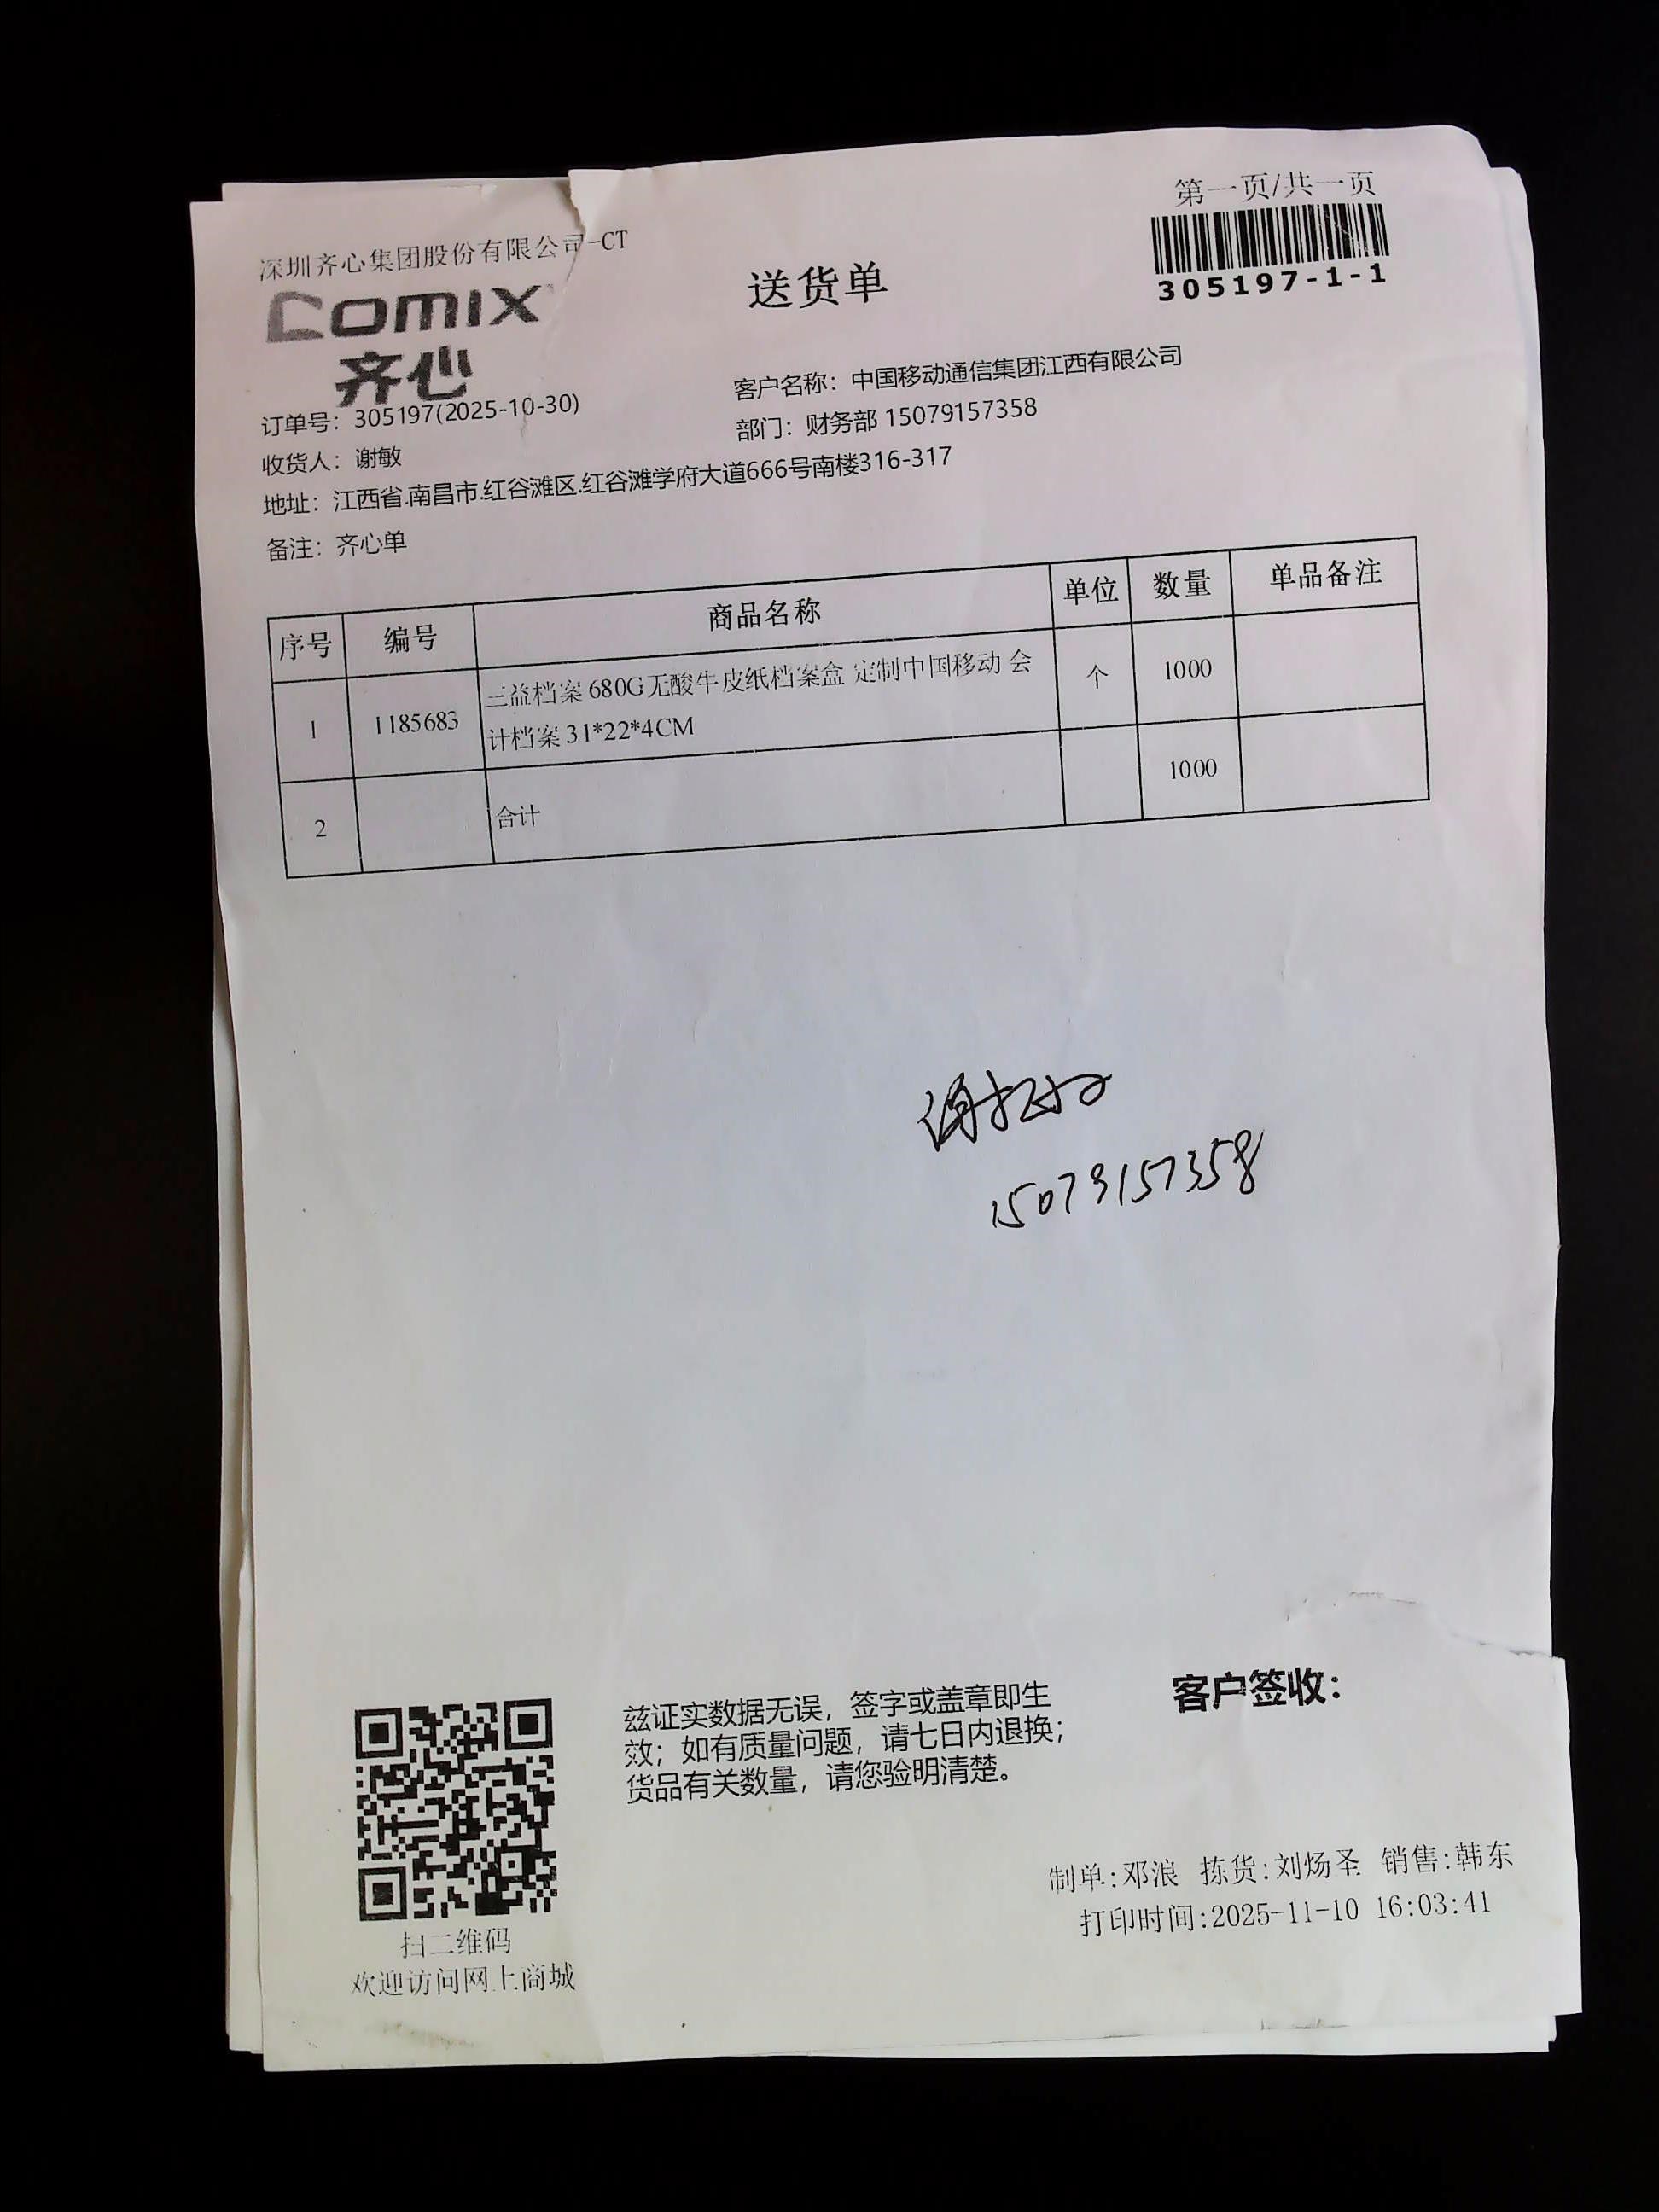 第一页/共一页
深圳齐心集团股份有限公司-CT
305197-1-1
送货单
comix
齐心
客户名称：中国移动通信集团江西有限公司
订单号：305197(2025-10-30)
部门：财务部 15079157358
收货人：谢敏
地址：江西省.南昌市.红谷滩区.红谷滩学府大道666号南楼316-317
备注：齐心单
序号 编号 商品名称 单位 数量 单品备注
1 1185683 三益档案 680G无酸牛皮纸档案盒 定制中国移动 会 个 1000
计档案 31*22*4CM
2 合计 1000
15079157358
兹证实数据无误，签字或盖章即生
效；如有质量问题，请七日内退换；
货品有关数量，请您验明清楚。
客户签收：
制单:邓浪 拣货:刘炀圣 销售:韩东
打印时间:2025-11-10 16:03:41
扫二维码
欢迎访问网上商城